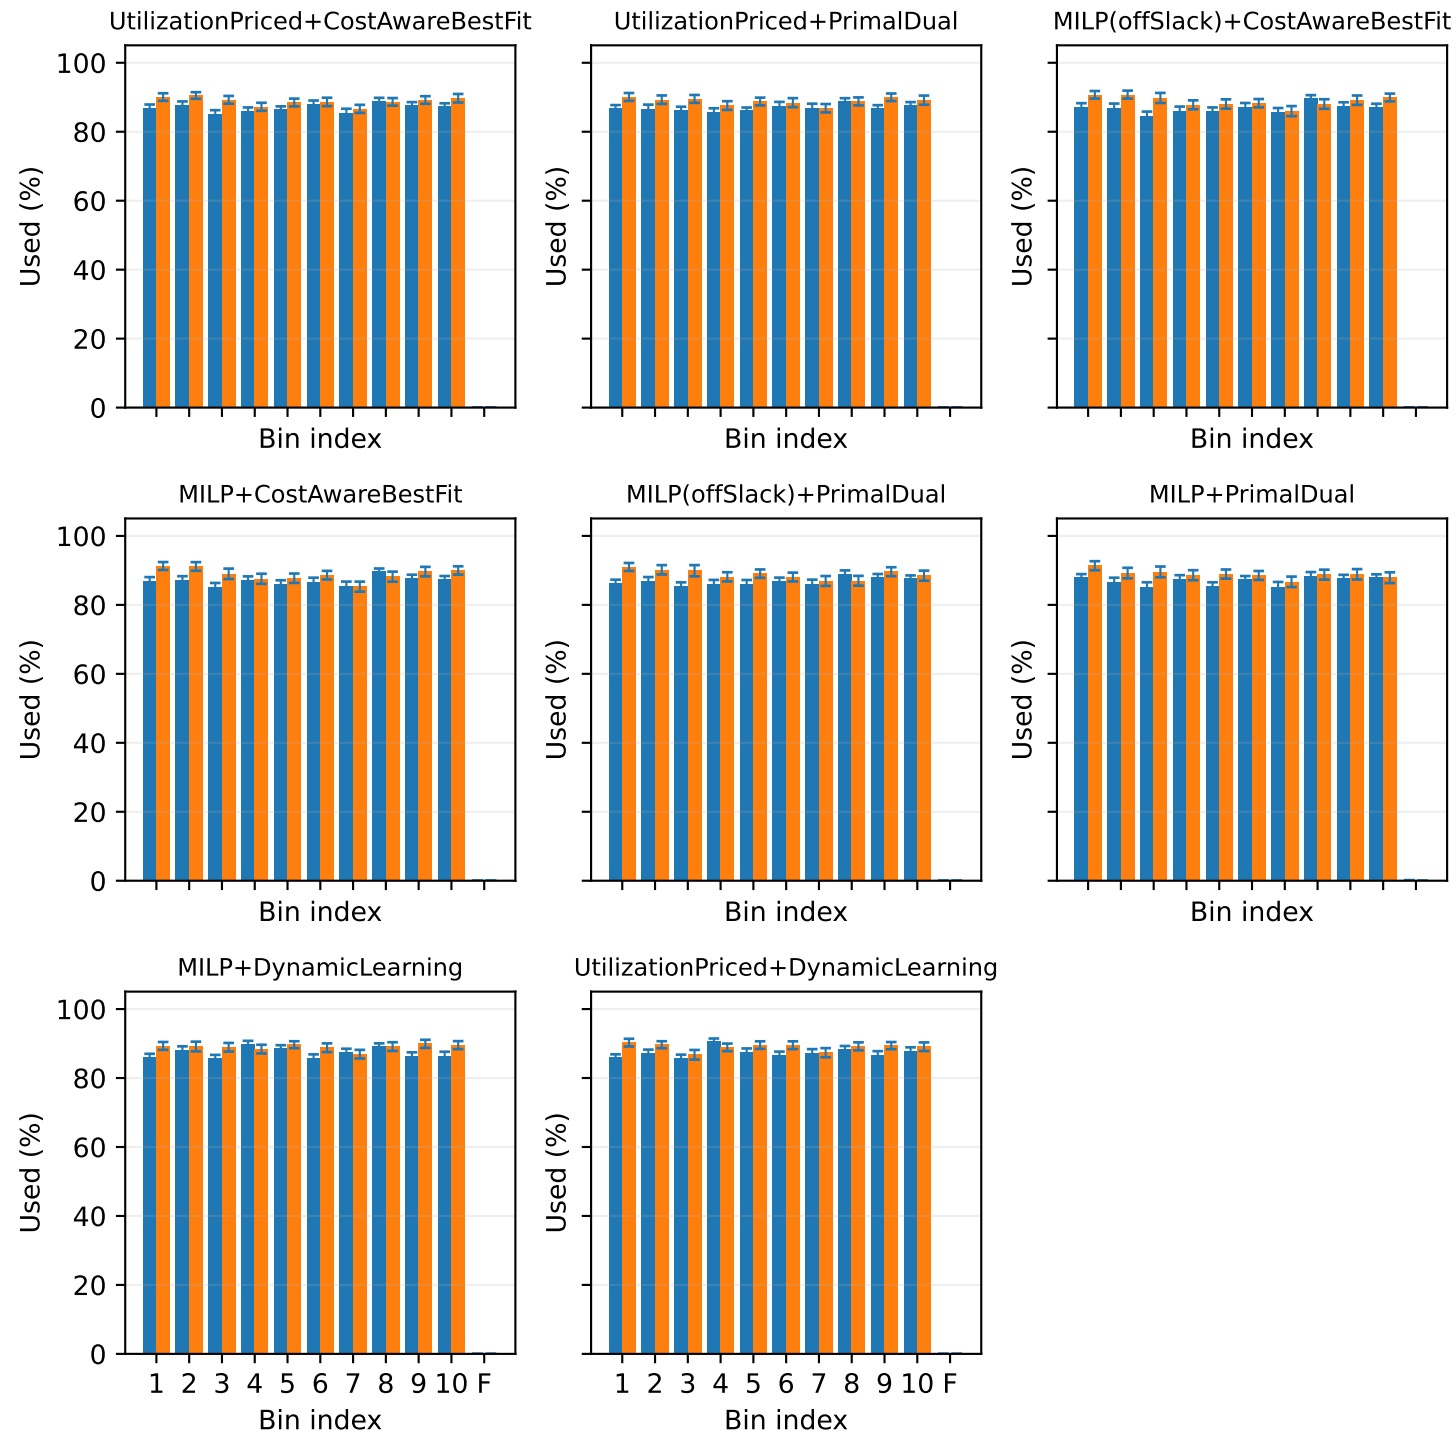 UtilizationPriced+CostAwareBestFit
100
80
60
40
20
0
Used (%)
Bin index
UtilizationPriced+PrimalDual
Used (%)
Bin index
MILP(offSlack)+CostAwareBestFit
Used (%)
Bin index
MILP+CostAwareBestFit
100
80
60
40
20
0
Used (%)
Bin index
MILP(offSlack)+PrimalDual
Used (%)
Bin index
MILP+PrimalDual
Used (%)
Bin index
MILP+DynamicLearning
100
80
60
40
20
0
Used (%)
1 2 3 4 5 6 7 8 9 10 F
Bin index
UtilizationPriced+DynamicLearning
Used (%)
1 2 3 4 5 6 7 8 9 10 F
Bin index